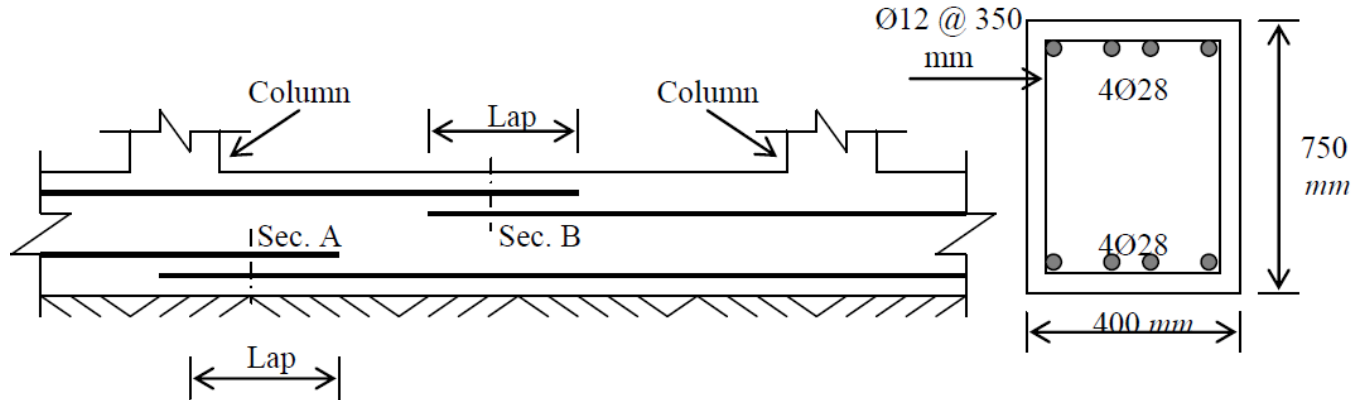 Column
Lap
Column
Sec. A
Sec. B
Lap
Ø12 @ 350
mm
4Ø28
4Ø28
750
mm
400 mm